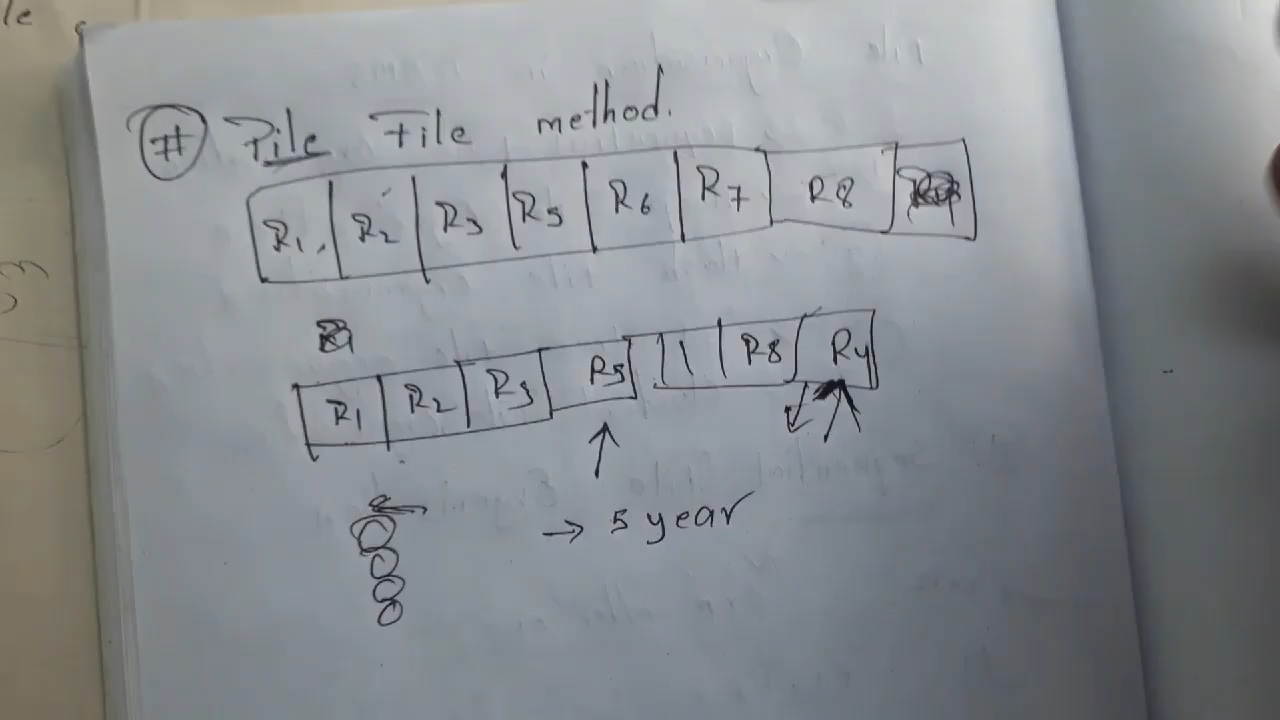 # Pile File method.
R1. R2 R3 R5 R6 R7 R8
R1 R2 R3 R5 R8 R4
→ 5 year